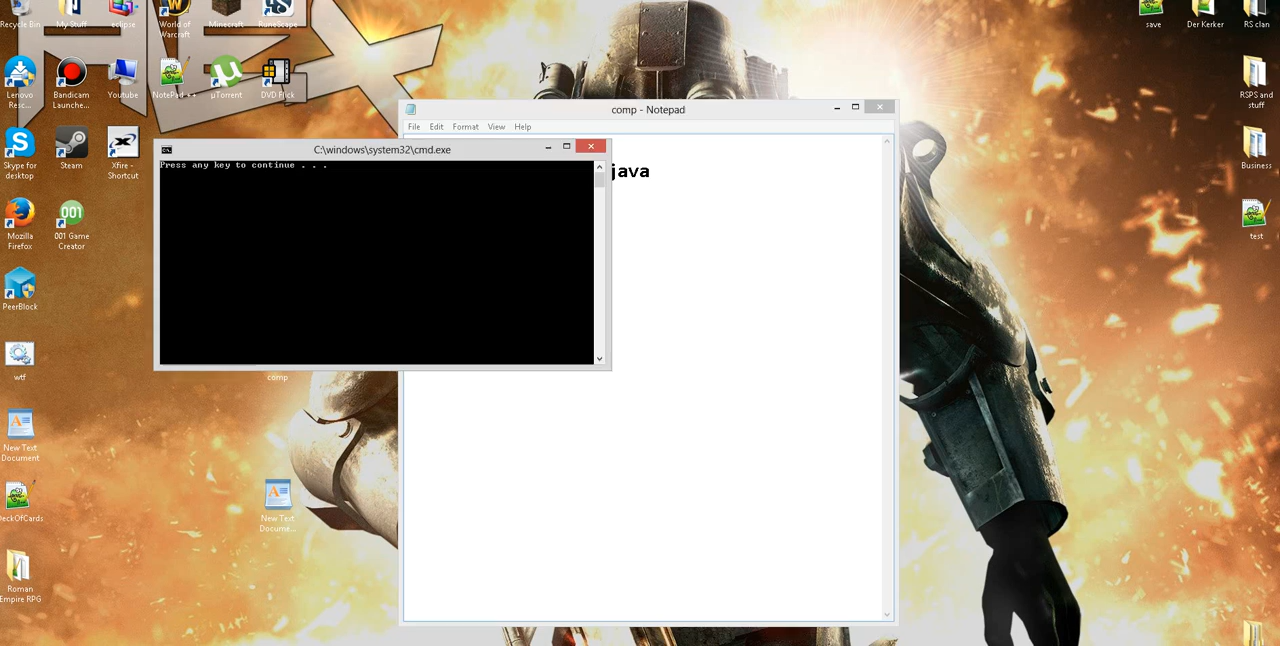 Recycle Bin
My Stuff
eclipse
World of
Warcraft
Minecraft
RuneScape
save
Der Kerker
RS clan
Lenovo
Resc...
Bandicam
Launche...
Youtube
NotePad ++
µTorrent
DVD Flick
RSPS and
stuff
comp - Notepad
File Edit Format View Help
java
C:\windows\system32\cmd.exe
Press any key to continue . . .
Skype for
desktop
Steam
Xfire -
Shortcut
Business
Mozilla
Firefox
001
001 Game
Creator
test
PeerBlock
wtf
comp
New Text
Document
New Text
Docume...
DeckOfCards
Roman
Empire RPG